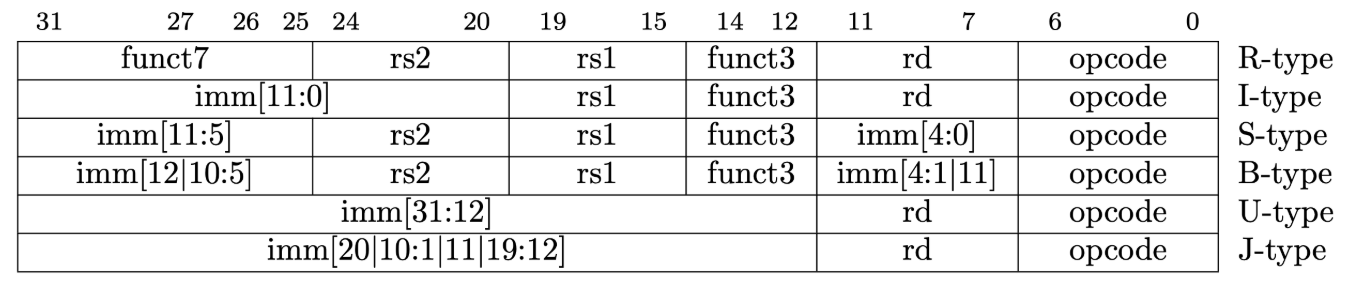 31 27 26 25 24 20 19 15 14 12 11 7 6 0
funct7 rs2 rs1 funct3 rd opcode R-type
imm[11:0] rs1 funct3 rd opcode I-type
imm[11:5] rs2 rs1 funct3 imm[4:0] opcode S-type
imm[12|10:5] rs2 rs1 funct3 imm[4:1|11] opcode B-type
imm[31:12] rd opcode U-type
imm[20|10:1|11|19:12] rd opcode J-type